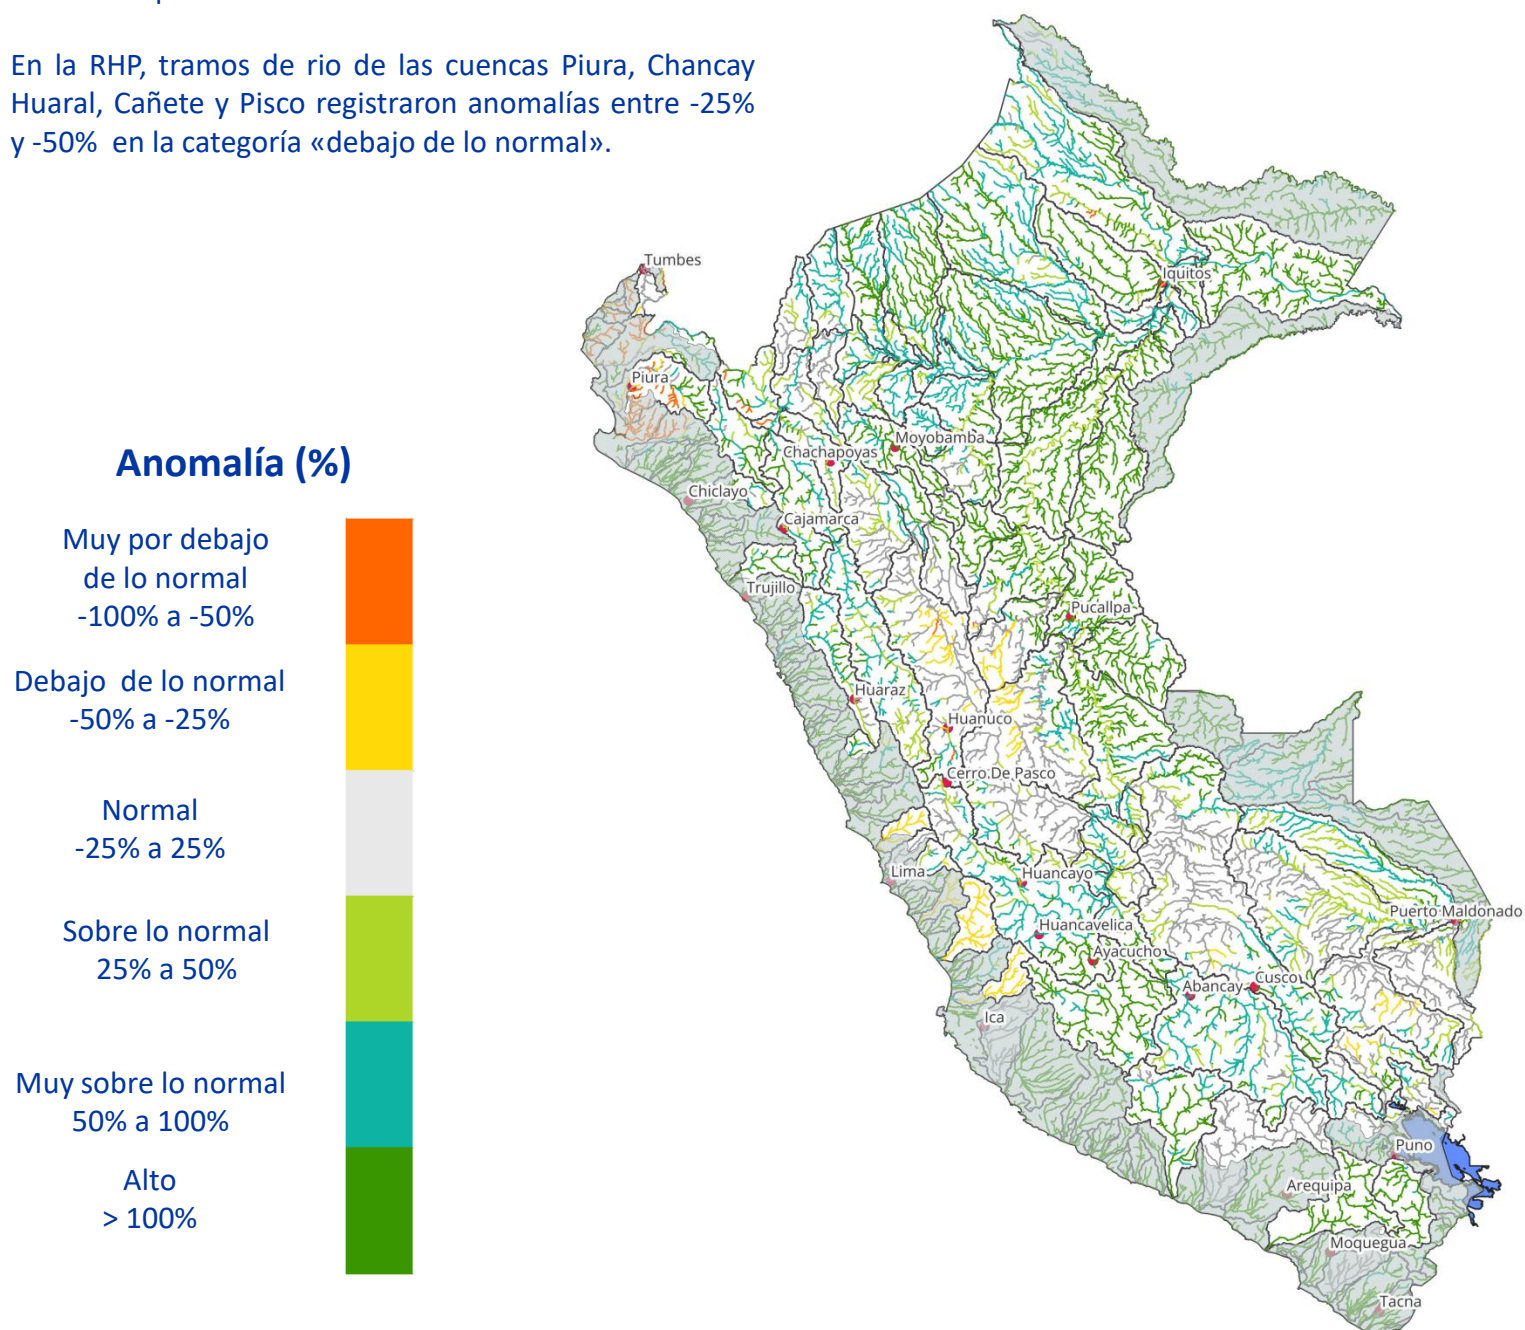 En la RHP, tramos de rio de las cuencas Piura, Chancay
Huaral, Cañete y Pisco registraron anomalías entre -25%
y -50% en la categoría «debajo de lo normal».
Anomalía (%)
Muy por debajo
de lo normal
-100% a -50%
Debajo de lo normal
-50% a -25%
Normal
-25% a 25%
Sobre lo normal
25% a 50%
Muy sobre lo normal
50% a 100%
Alto
> 100%
Tumbes
Iquitos
Piura
Moyobamba
Chachapoyas
Chiclayo
Cajamarca
Trujillo
Pucallpa
Huaraz
Huanuco
Cerro De Pasco
Lima
Huancayo
Puerto Maldonado
Huancavelica
Ayacucho
Abancay
Cusco
Ica
Puno
Arequipa
Moquegua
Tacna